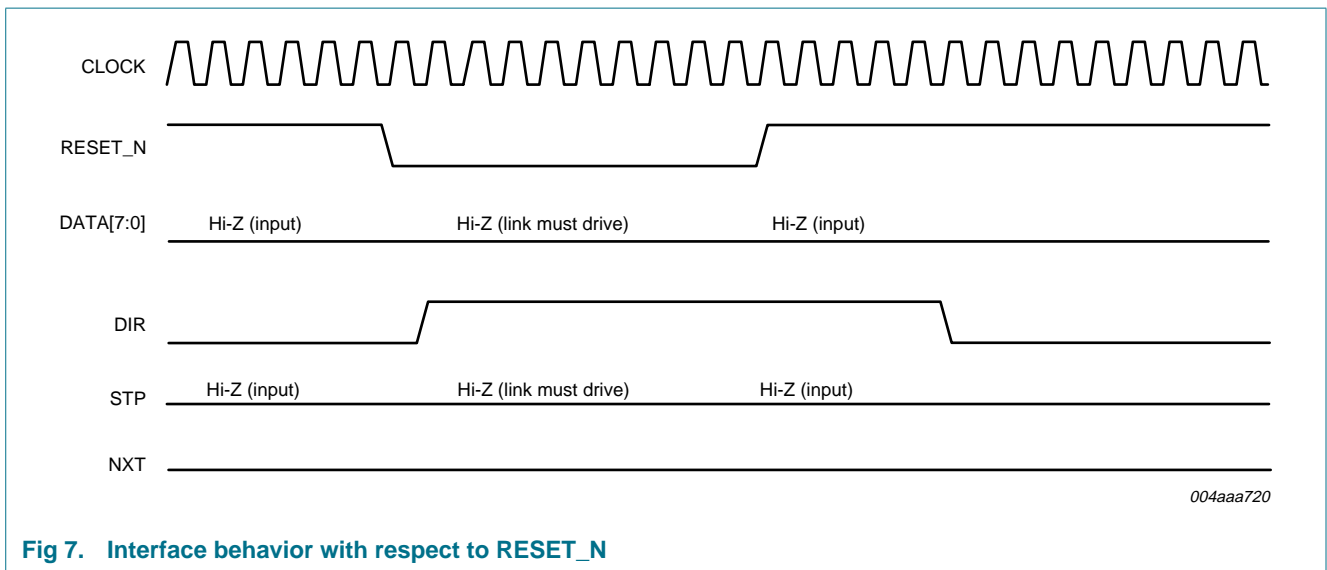 CLOCK
RESET_N
DATA[7:0] Hi-Z (input) Hi-Z (link must drive) Hi-Z (input)
DIR
STP Hi-Z (input) Hi-Z (link must drive) Hi-Z (input)
NXT
004aaa720
Fig 7. Interface behavior with respect to RESET_N